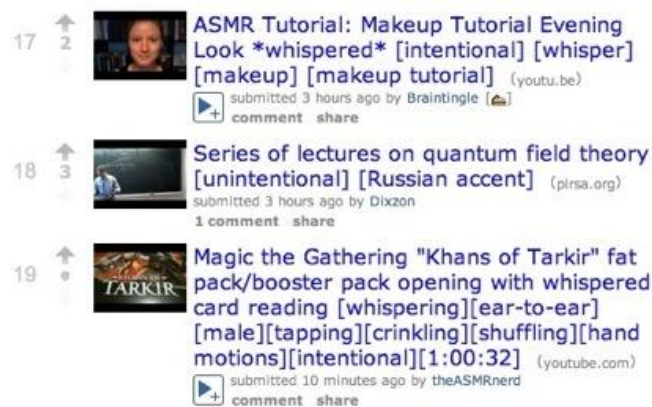 17
2
ASMR Tutorial: Makeup Tutorial Evening
Look *whispered* [intentional] [whisper]
[makeup] [makeup tutorial] (youtu.be)
submitted 3 hours ago by Braintingle []
comment share
18
3
Series of lectures on quantum field theory
[unintentional] [Russian accent] (pirsa.org)
submitted 3 hours ago by Dixzon
1 comment share
19
•
TARKIR
Magic the Gathering "Khans of Tarkir" fat
pack/booster pack opening with whispered
card reading [whispering][ear-to-ear]
[male][tapping][crinkling][shuffling][hand
motions][intentional][1:00:32] (youtube.com)
submitted 10 minutes ago by theASMRnerd
comment share